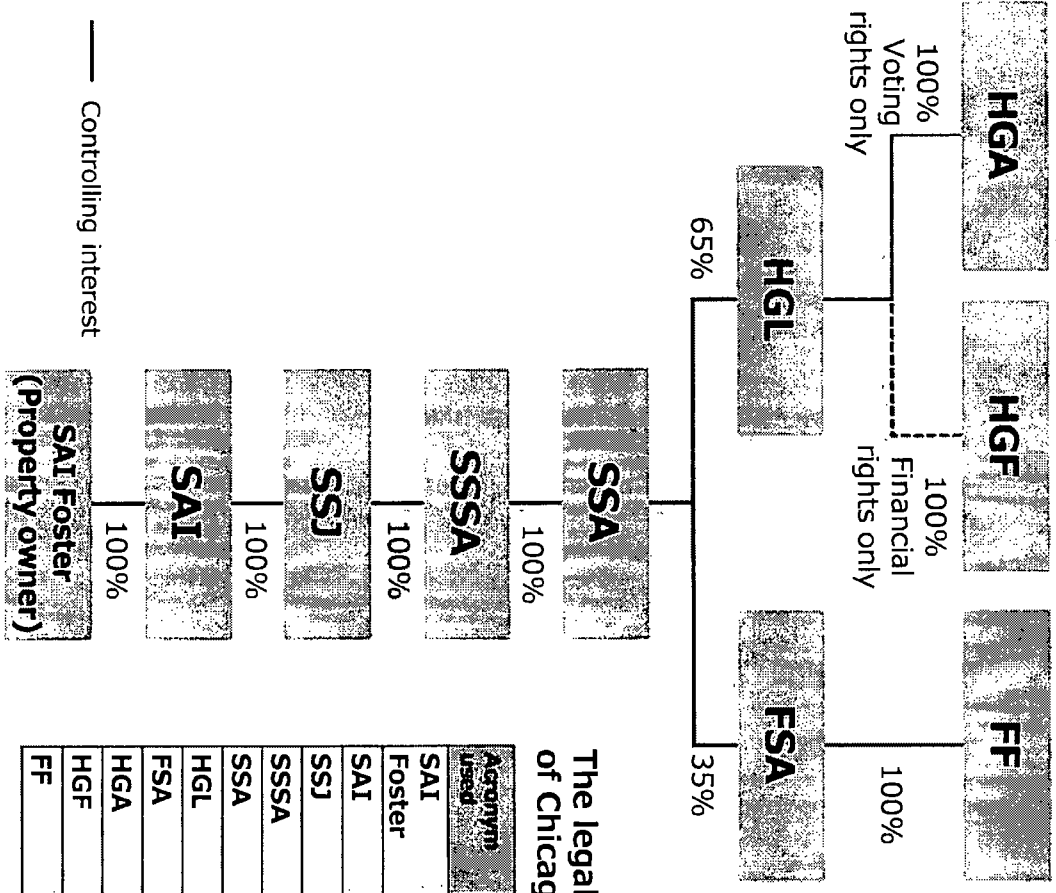 HGA
HGF
FF
100%
Voting
rights only
100%
Financial
rights only
100%
HGL
FSA
65%
35%
SSA
100%
SSSA
100%
SSJ
100%
SAI
100%
SAI Foster
(Property owner)
Controlling interest
The legal
of Chicag
Acronym
used
SAI
Foster
SAI
SSJ
SSSA
SSA
HGL
FSA
HGA
HGF
FF